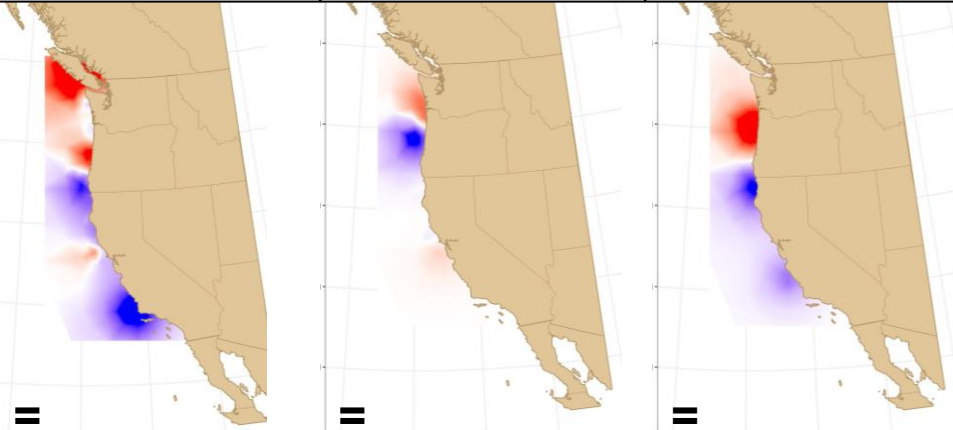 =
=
=